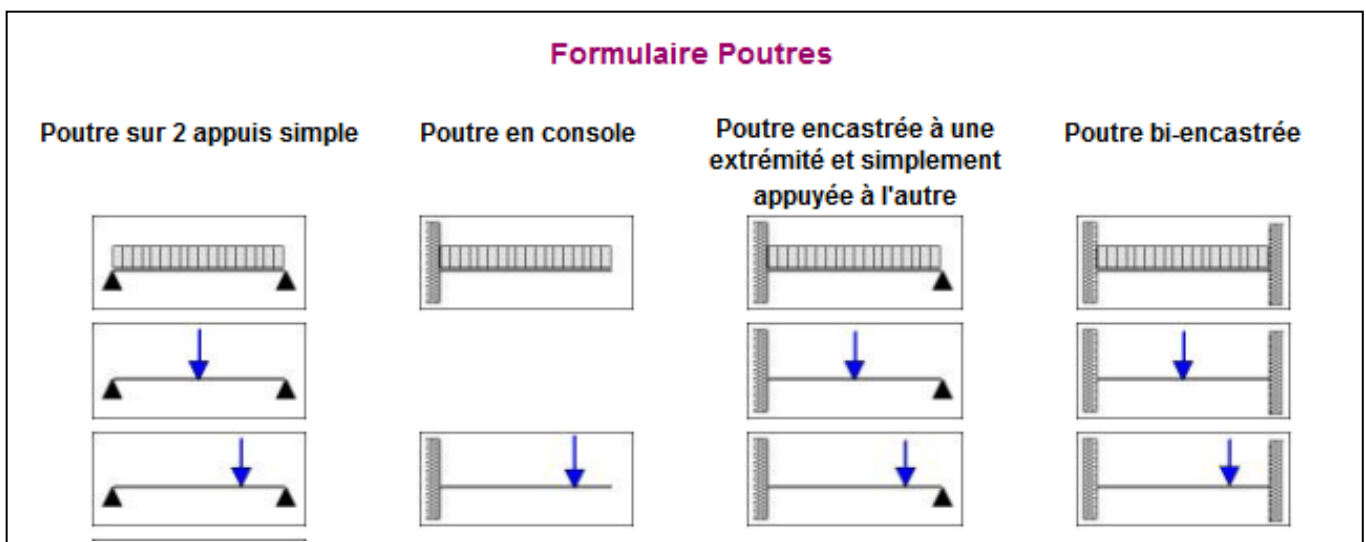 Formulaire Poutres
Poutre sur 2 appuis simple
Poutre en console
Poutre encastrée à une
extrémité et simplement
appuyée à l'autre
Poutre bi-encastrée